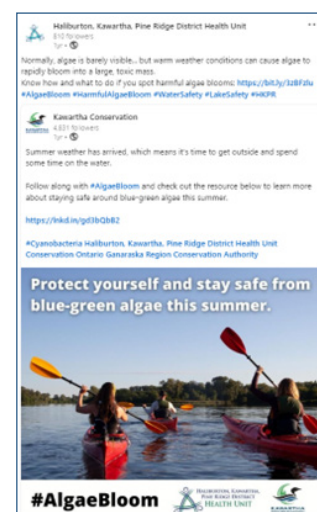 Haliburton, Kawartha, Pine Ridge District Health Unit
810 followers
1yr •
Normally, algae is barely visible... but warm weather conditions can cause algae to
rapidly bloom into a large, toxic mass.
Know how and what to do if you spot harmful algae blooms:
#AlgaeBloom #HarmfulAlgaeBloom #WaterSafety #LakeSafety #HKPR
Kawartha Conservation
4,831 followers
1yr •
Summer weather has arrived, which means it's time to get outside and spend
some time on the water.
Follow along with #AlgaeBloom and check out the resource below to learn more
about staying safe around blue-green algae this summer.
https://lnkd.in/gd3bQbB2
#Cyanobacteria Haliburton, Kawartha, Pine Ridge District Health Unit
Conservation Ontario Ganaraska Region Conservation Authority
Protect yourself and stay safe from
blue-green algae this summer.
#AlgaeBloom
HALIBURTON, KAWARTHA,
PINE RIDGE DISTRICT
HEALTH UNIT
KAWARTHA